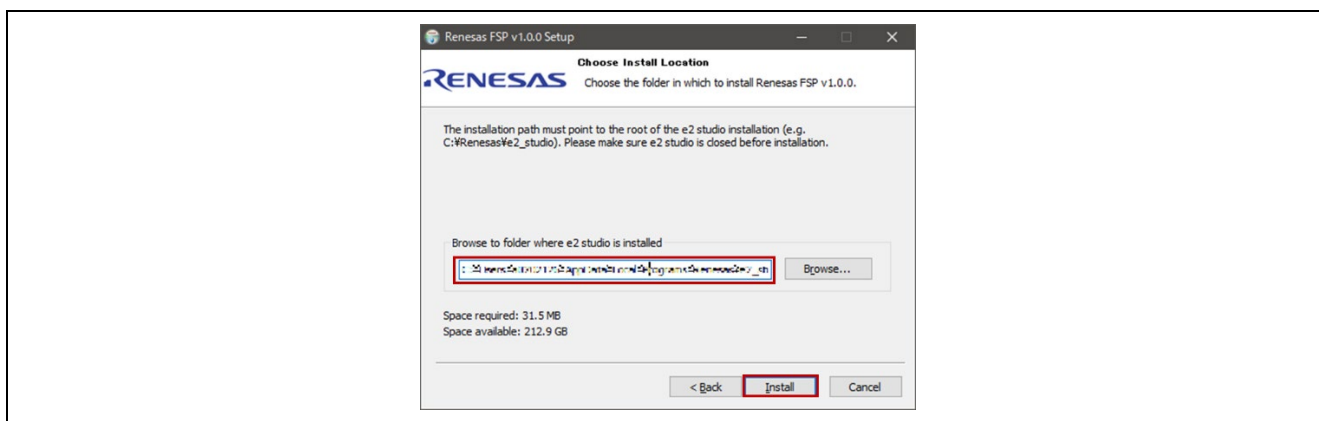 Renesas FSP v1.0.0 Setup
Choose Install Location
RENESAS
Choose the folder in which to install Renesas FSP v1.0.0.
The installation path must point to the root of the e2 studio installation (e.g.
C:¥Renesas¥e2_studio). Please make sure e2 studio is closed before installation.
Browse to folder where e2 studio is installed
Browse...
Space required: 31.5 MB
Space available: 212.9 GB
< Back
Install
Cancel